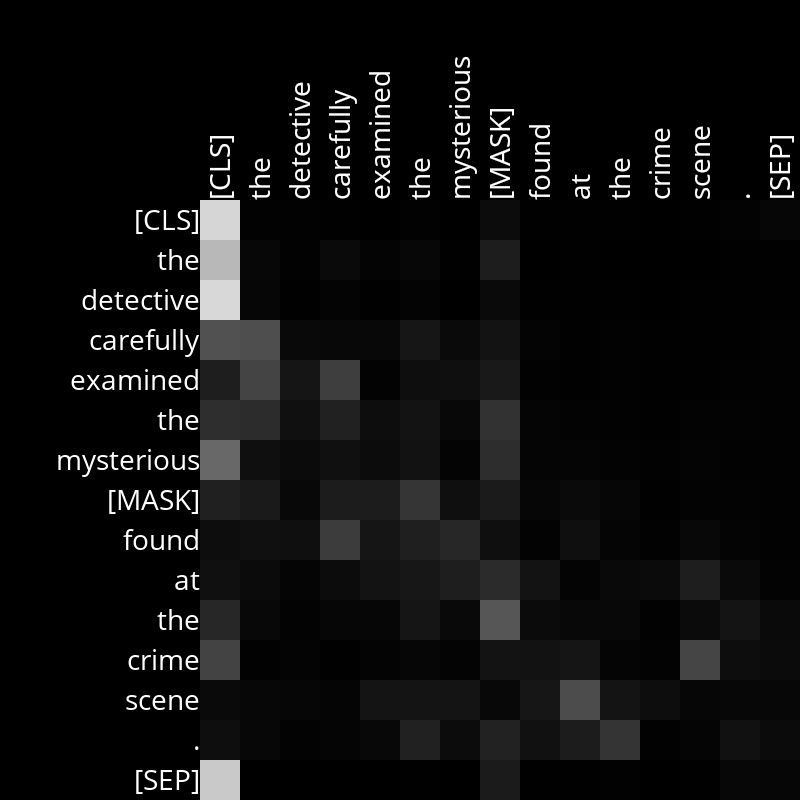 [CLS]
the
detective
carefully
examined
the
mysterious
[MASK]
found
at
the
crime
scene
.
[SEP]
[CLS]
the
detective
carefully
examined
the
mysterious
[MASK]
found
at
the
crime
scene
.
[SEP]